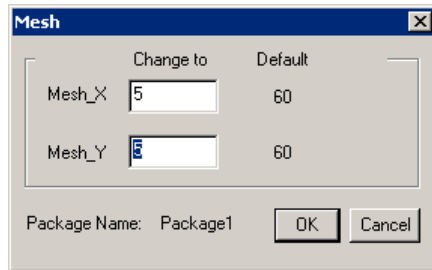 Mesh
Change to Default
Mesh_X 5 60
Mesh_Y 5 60
Package Name: Package1 OK Cancel